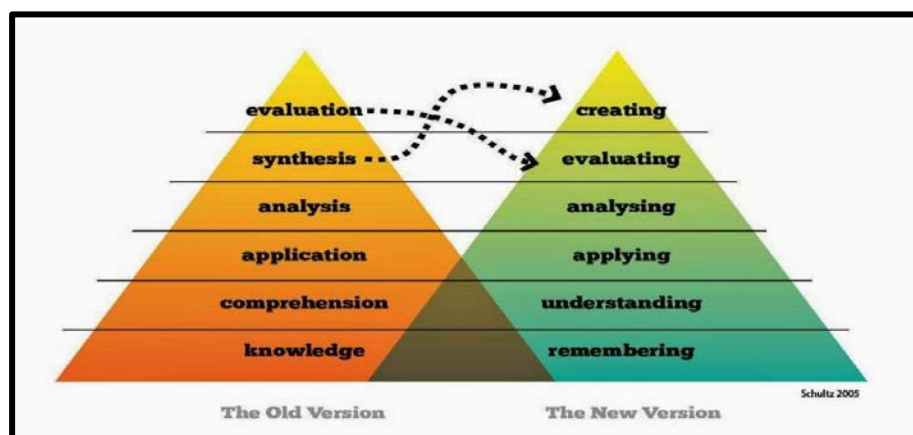 evaluation creating
synthesis evaluating
analysis analysing
application applying
comprehension understanding
knowledge remembering
Schultz 2005
The Old Version The New Version